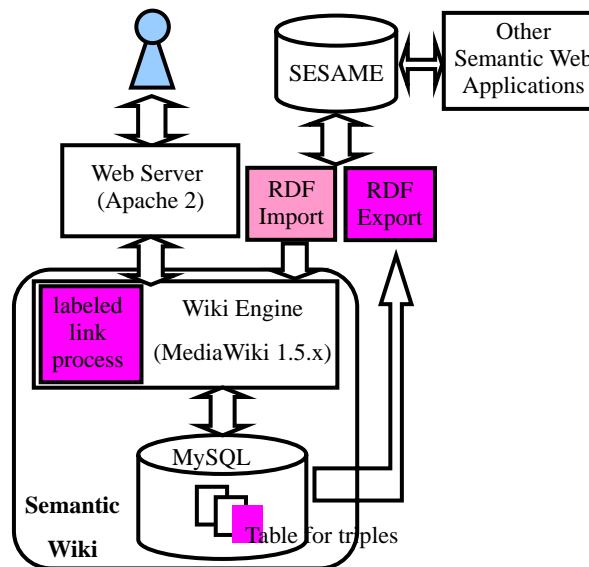 SESAME
Other
Semantic Web
Applications
Web Server
(Apache 2)
RDF
Import
RDF
Export
labeled
link
process
Wiki Engine
(MediaWiki 1.5.x)
MySQL
Table for triples
Semantic
Wiki